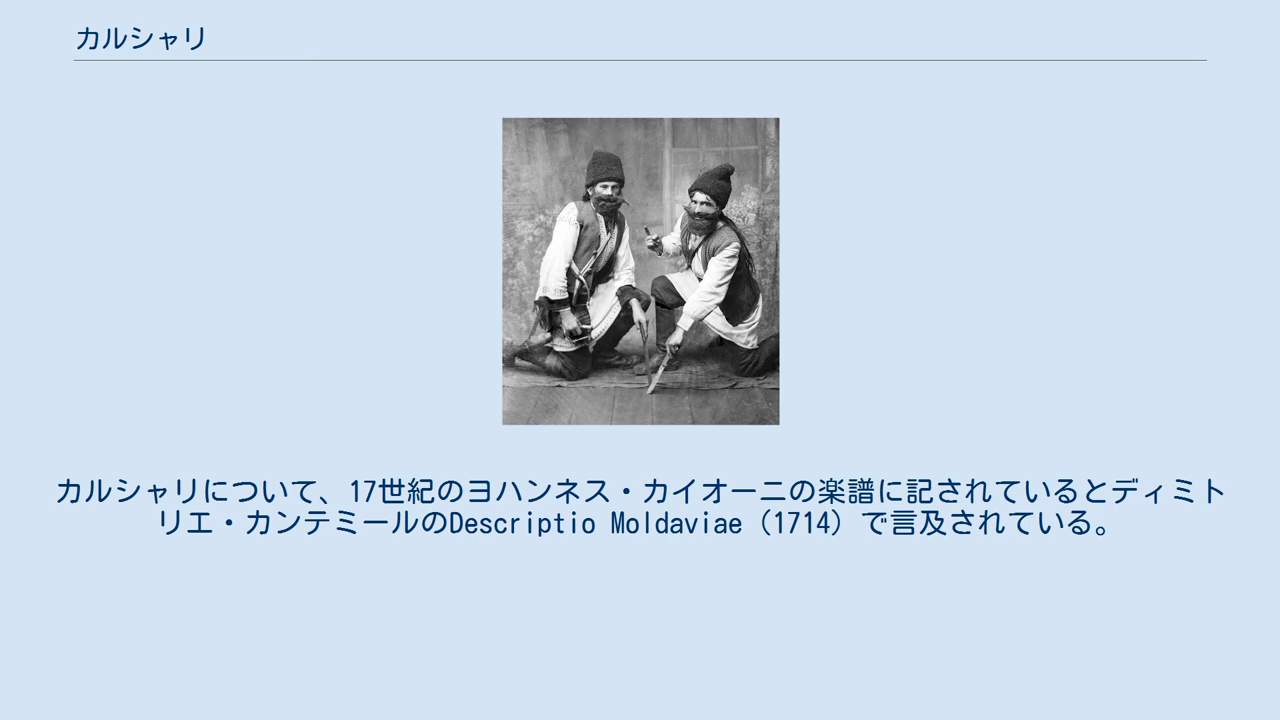 カルシャリ
カルシャリについて、17世紀のヨハンネス・カイオーニの楽譜に記されているとディミト
リエ・カンテミールのDescriptio Moldaviae（1714）で言及されている。